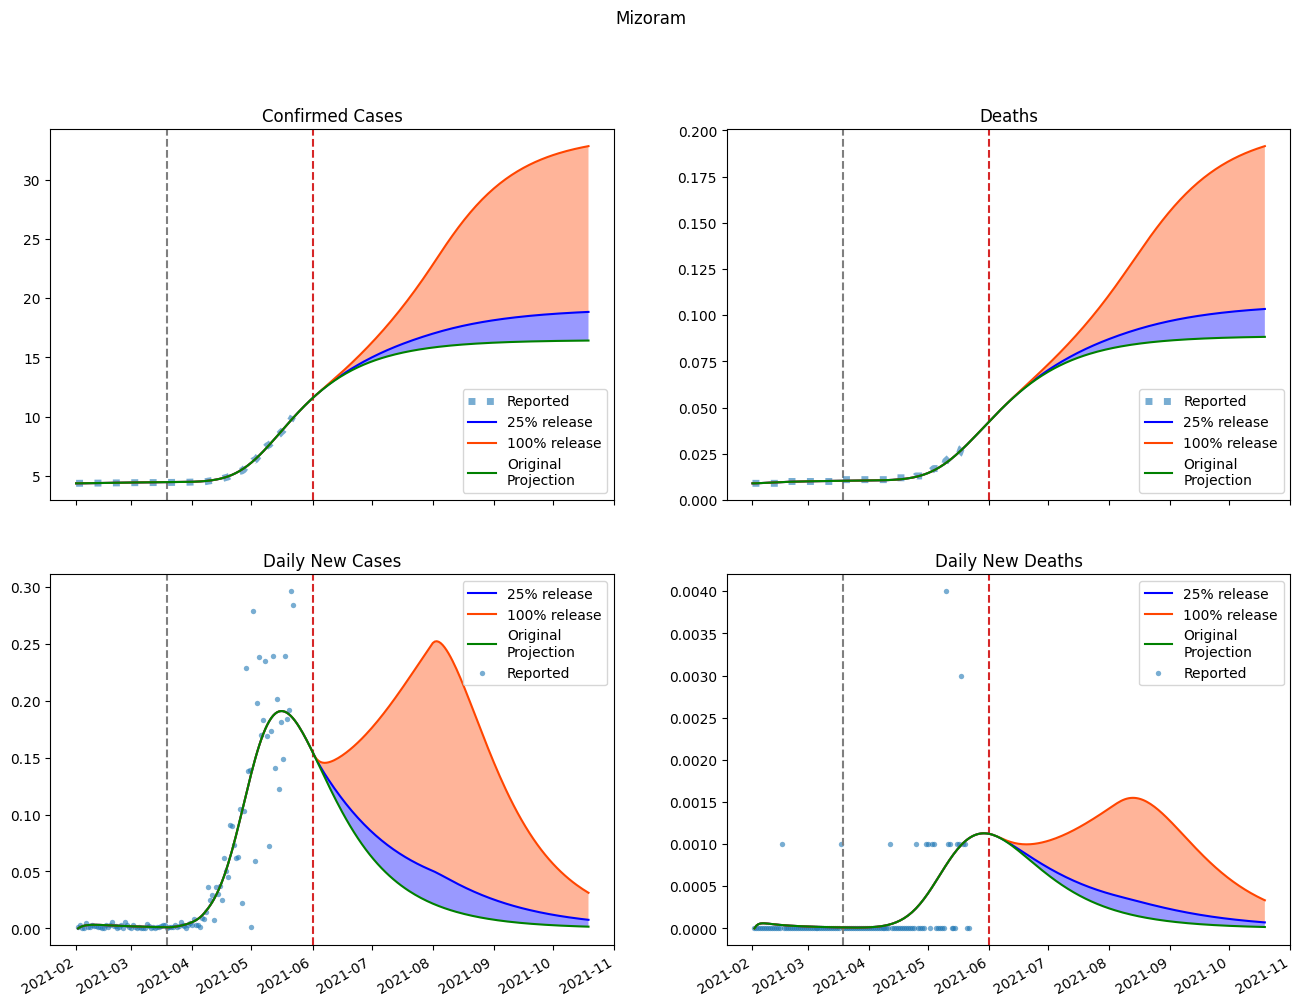 Mizoram
Confirmed Cases
30
25
20
15
10
5
Reported
25% release
100% release
Original
Projection
Deaths
0.200
0.175
0.150
0.125
0.100
0.075
0.050
0.025
0.000
Reported
25% release
100% release
Original
Projection
Daily New Cases
0.30
0.25
0.20
0.15
0.10
0.05
0.00
25% release
100% release
Original
Projection
Reported
2021-02
2021-03
2021-04
2021-05
2021-06
2021-07
2021-08
2021-09
2021-10
2021-11
Daily New Deaths
0.0040
0.0035
0.0030
0.0025
0.0020
0.0015
0.0010
0.0005
0.0000
25% release
100% release
Original
Projection
Reported
2021-02
2021-03
2021-04
2021-05
2021-06
2021-07
2021-08
2021-09
2021-10
2021-11